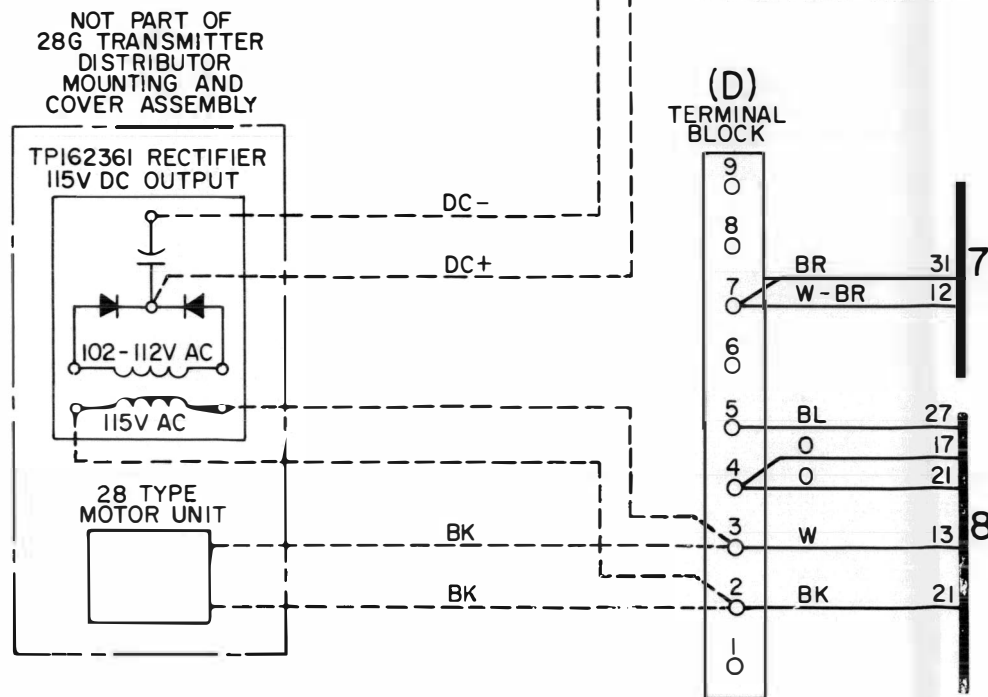 NOT PART OF
28G TRANSMITTER
DISTRIBUTOR
MOUNTING AND
COVER ASSEMBLY
TP162361 RECTIFIER
115V DC OUTPUT
102-112V AC
115V AC
28 TYPE
MOTOR UNIT
DC-
DC+
BK
BK
(D)
TERMINAL
BLOCK
9
8
7
6
5
4
3
2
1
BR 31
W-BR 12
7
BL 27
O 17
O 21
W 13
BK 21
8